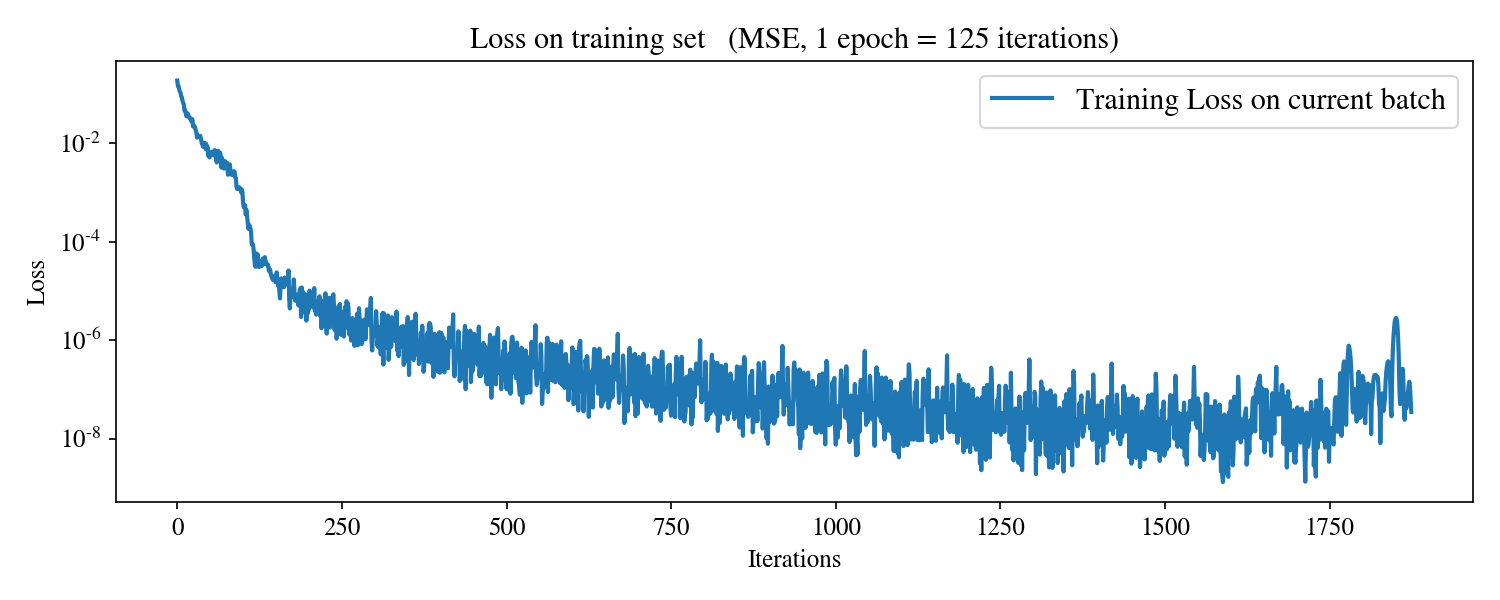 Loss on training set (MSE, 1 epoch = 125 iterations)
Training Loss on current batch
Loss
10⁻²
10⁻⁴
10⁻⁶
10⁻⁸
0 250 500 750 1000 1250 1500 1750
Iterations